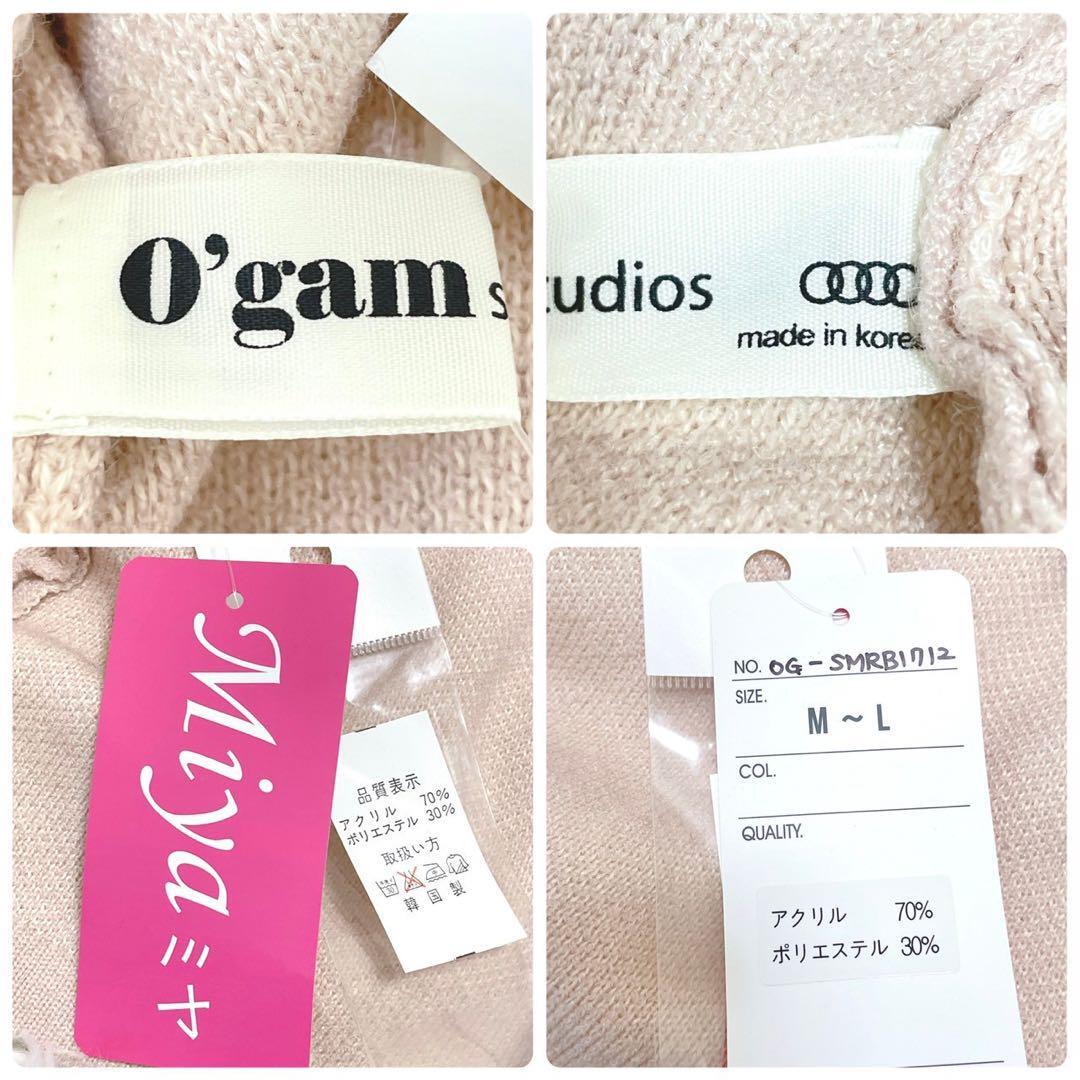 O'gam s
tudios
made in korea
Miya ミヤ
品質表示
アクリル 70%
ポリエステル 30%
取扱い方
韓国製
NO. OG-SMRB1712
SIZE.
M ~ L
COL.
QUALITY.
アクリル 70%
ポリエステル 30%